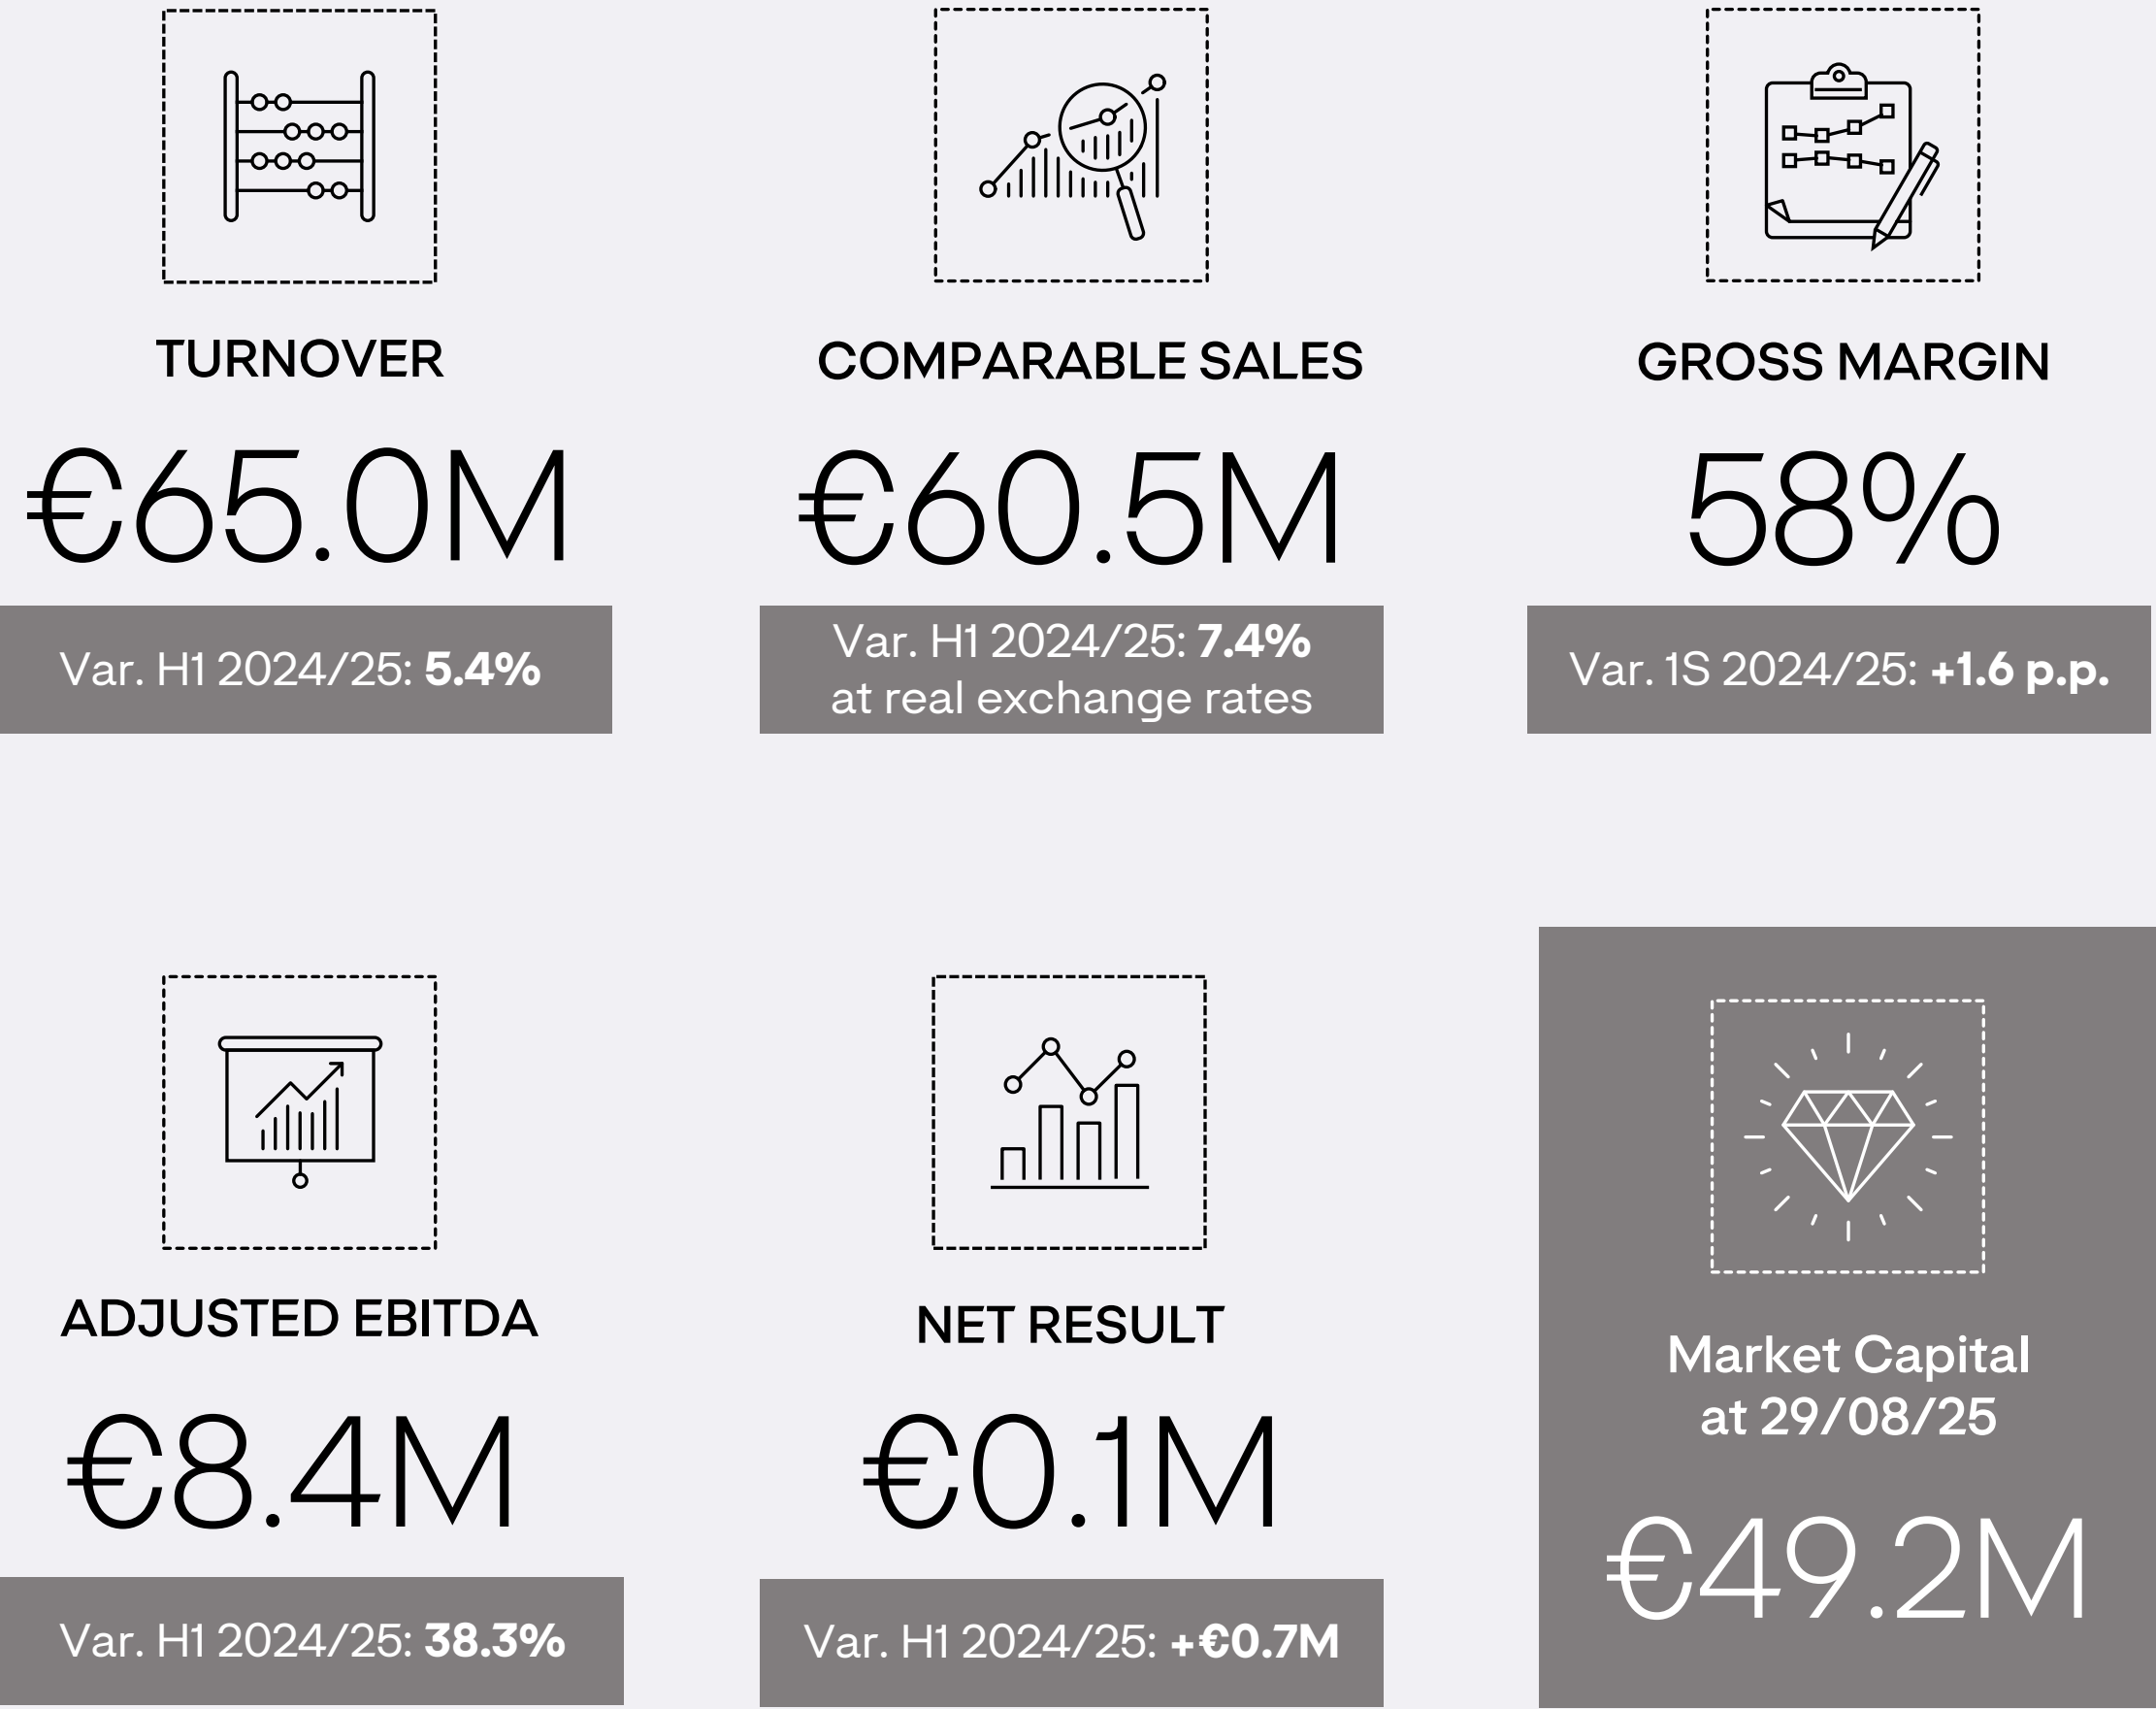 TURNOVER
€65.0M
Var. H1 2024/25: 5.4%
COMPARABLE SALES
€60.5M
Var. H1 2024/25: 7.4%
at real exchange rates
GROSS MARGIN
58%
Var. 1S 2024/25: +1.6 p.p.
ADJUSTED EBITDA
€8.4M
Var. H1 2024/25: 38.3%
NET RESULT
€0.1M
Var. H1 2024/25: +€0.7M
Market Capital
at 29/08/25
€49.2M